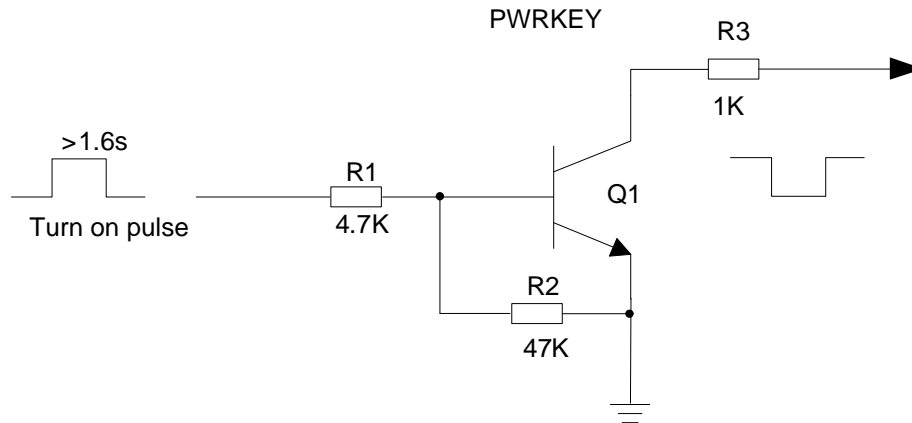 PWRKEY
R3
1K
>1.6s
R1
Q1
Turn on pulse
4.7K
R2
47K